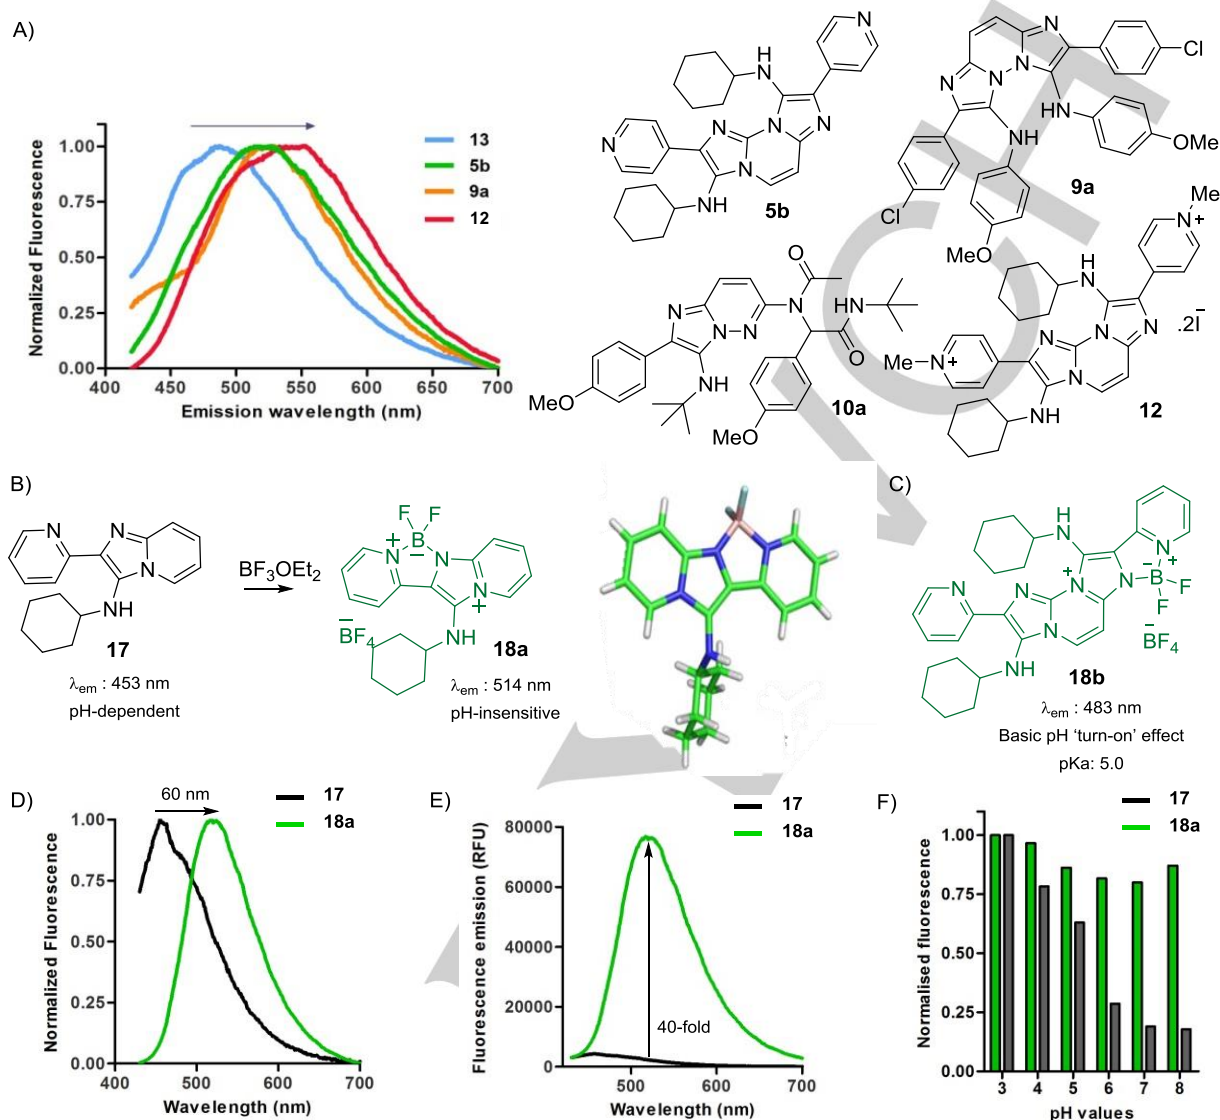 A)
Normalized Fluorescence
1.00
0.75
0.50
0.25
0.00
400
450
500
550
600
650
700
Emission wavelength (nm)
13
5b
9a
12
H
N
NH
N
N
N
N
N
5b
N
N
Cl
N
N
N
HN
NH
OMe
Cl
MeO
9a
O
N
N
N
N
HN
O
NH
MeO
MeO
10a
Me
N
+
H
N
N
N
.2I
–
Me
N
+
N
N
NH
12
B)
N
N
N
NH
17
λem : 453 nm
pH-dependent
BF3OEt2
F
F
+
N
B
–
N
N
+
NH
–
BF4
18a
λem : 514 nm
pH-insensitive
C)
H
N
N
+
–
N
B
F
F
+
N
N
N
N
–
BF4
NH
18b
λem : 483 nm
Basic pH ‘turn-on’ effect
pKa: 5.0
D)
60 nm
17
18a
Normalized Fluorescence
1.00
0.75
0.50
0.25
0.00
400
500
600
700
Wavelength (nm)
E)
17
18a
Fluorescence emission (RFU)
80000
60000
40000
20000
0
40-fold
500
600
700
Wavelength (nm)
F)
17
18a
Normalised fluorescence
1.00
0.75
0.50
0.25
0.00
3
4
5
6
7
8
pH values